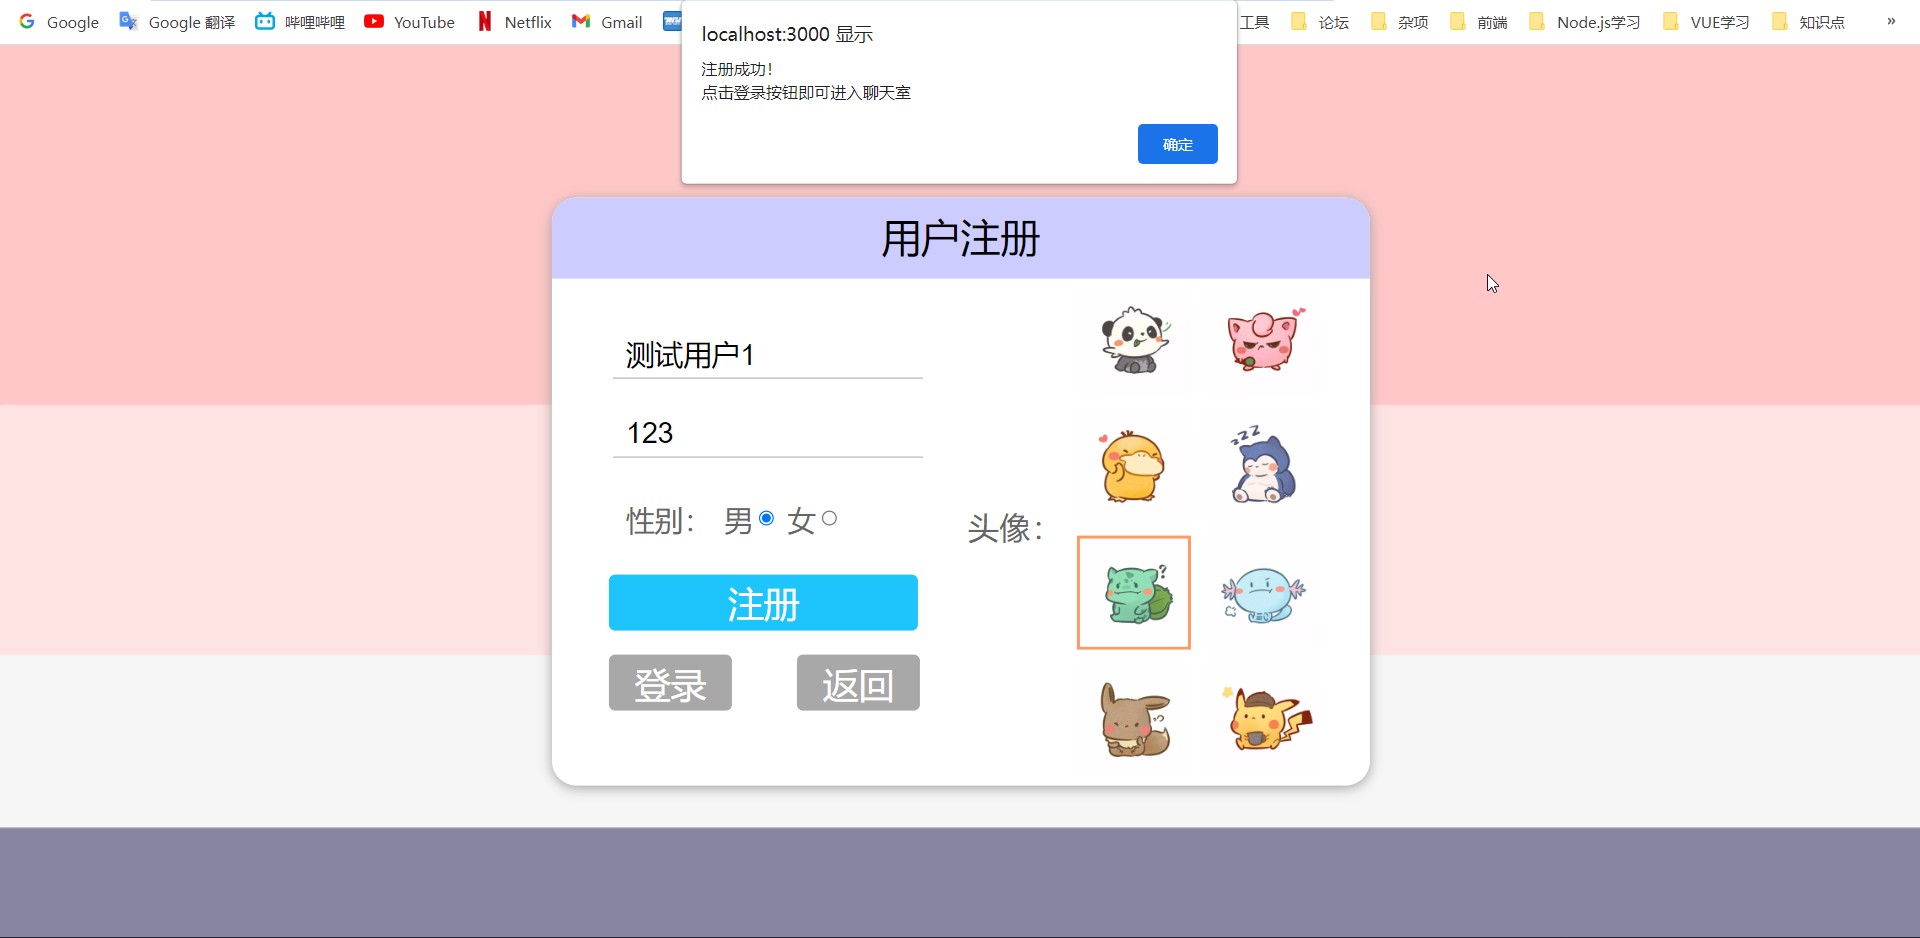 Google
Google 翻译
哔哩哔哩
YouTube
Netflix
Gmail
工具
论坛
杂项
前端
Node.js学习
VUE学习
知识点
»
localhost:3000 显示
注册成功！
点击登录按钮即可进入聊天室
确定
用户注册
测试用户1
123
性别： 男 女
头像：
注册
登录 返回